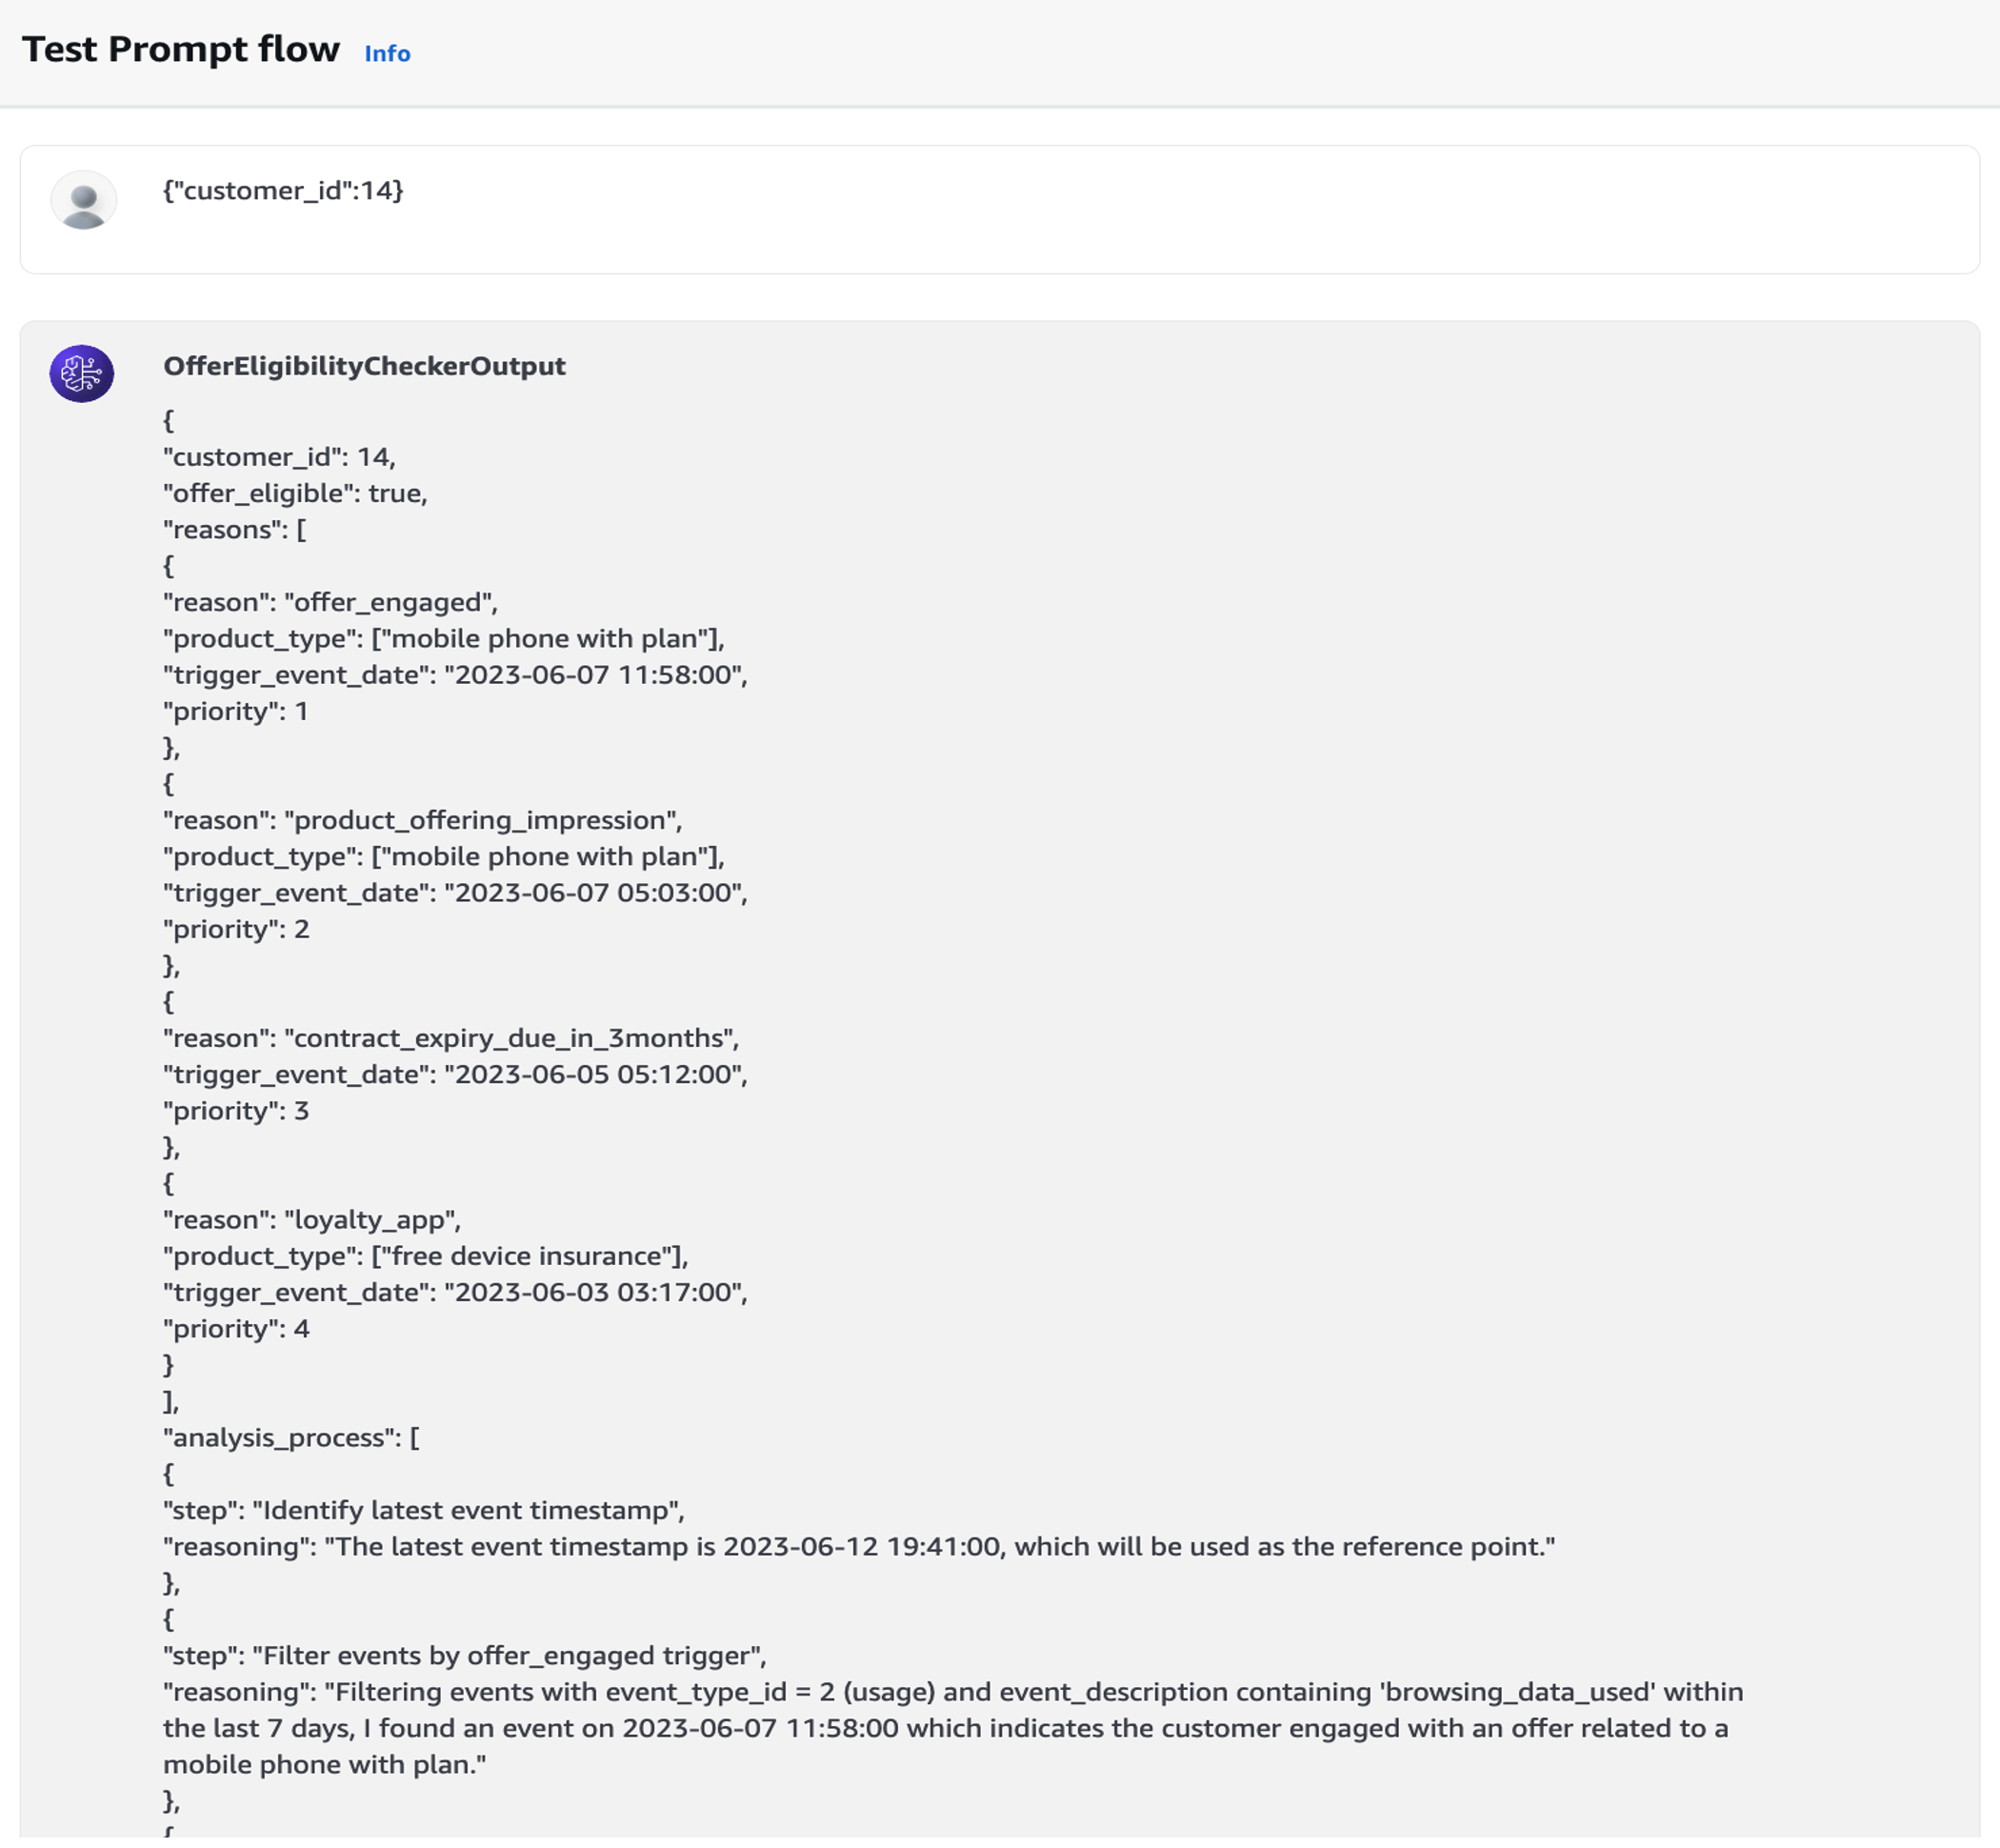 Test Prompt flow Info
{"customer_id":14}
OfferEligibilityCheckerOutput
{
"customer_id": 14,
"offer_eligible": true,
"reasons": [
{
"reason": "offer_engaged",
"product_type": ["mobile phone with plan"],
"trigger_event_date": "2023-06-07 11:58:00",
"priority": 1
},
{
"reason": "product_offering_impression",
"product_type": ["mobile phone with plan"],
"trigger_event_date": "2023-06-07 05:03:00",
"priority": 2
},
{
"reason": "contract_expiry_due_in_3months",
"trigger_event_date": "2023-06-05 05:12:00",
"priority": 3
},
{
"reason": "loyalty_app",
"product_type": ["free device insurance"],
"trigger_event_date": "2023-06-03 03:17:00",
"priority": 4
}
],
"analysis_process": [
{
"step": "Identify latest event timestamp",
"reasoning": "The latest event timestamp is 2023-06-12 19:41:00, which will be used as the reference point."
},
{
"step": "Filter events by offer_engaged trigger",
"reasoning": "Filtering events with event_type_id = 2 (usage) and event_description containing 'browsing_data_used' within
the last 7 days, I found an event on 2023-06-07 11:58:00 which indicates the customer engaged with an offer related to a
mobile phone with plan."
},
{